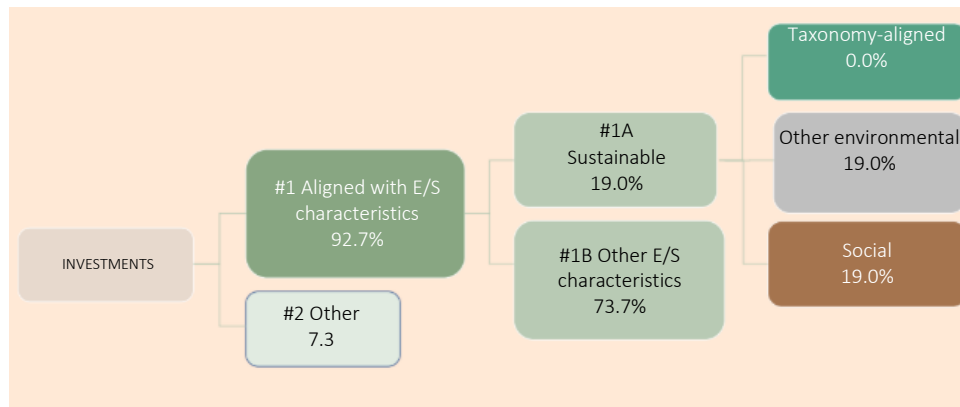 INVESTMENTS
#1 Aligned with E/S
characteristics
92.7%
#2 Other
7.3
#1A
Sustainable
19.0%
#1B Other E/S
characteristics
73.7%
Taxonomy-aligned
0.0%
Other environmental
19.0%
Social
19.0%